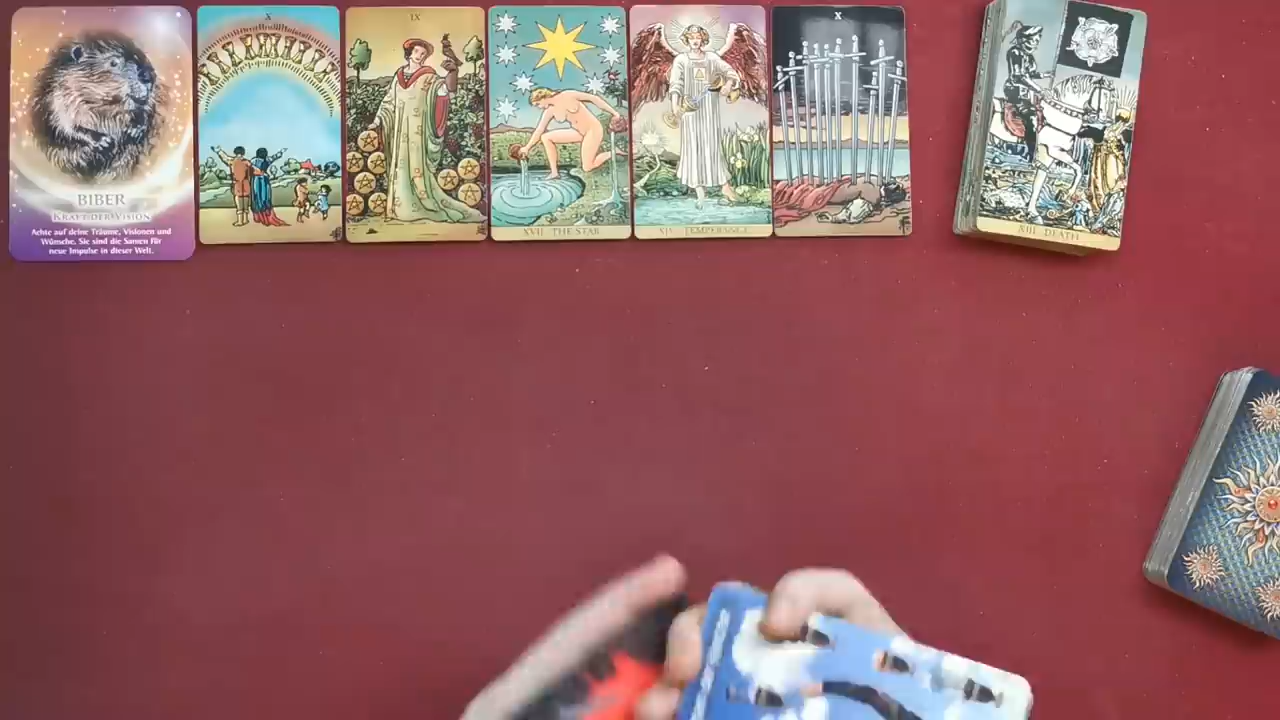 BIBER
KRAFT DER VISION
Achte auf deine Träume, Visionen und
Wünsche. Sie sind die Samen für
neue Impulse in dieser Welt.
X
IX
XVII THE STAR
XIV TEMPERANCE
X
XIII DEATH